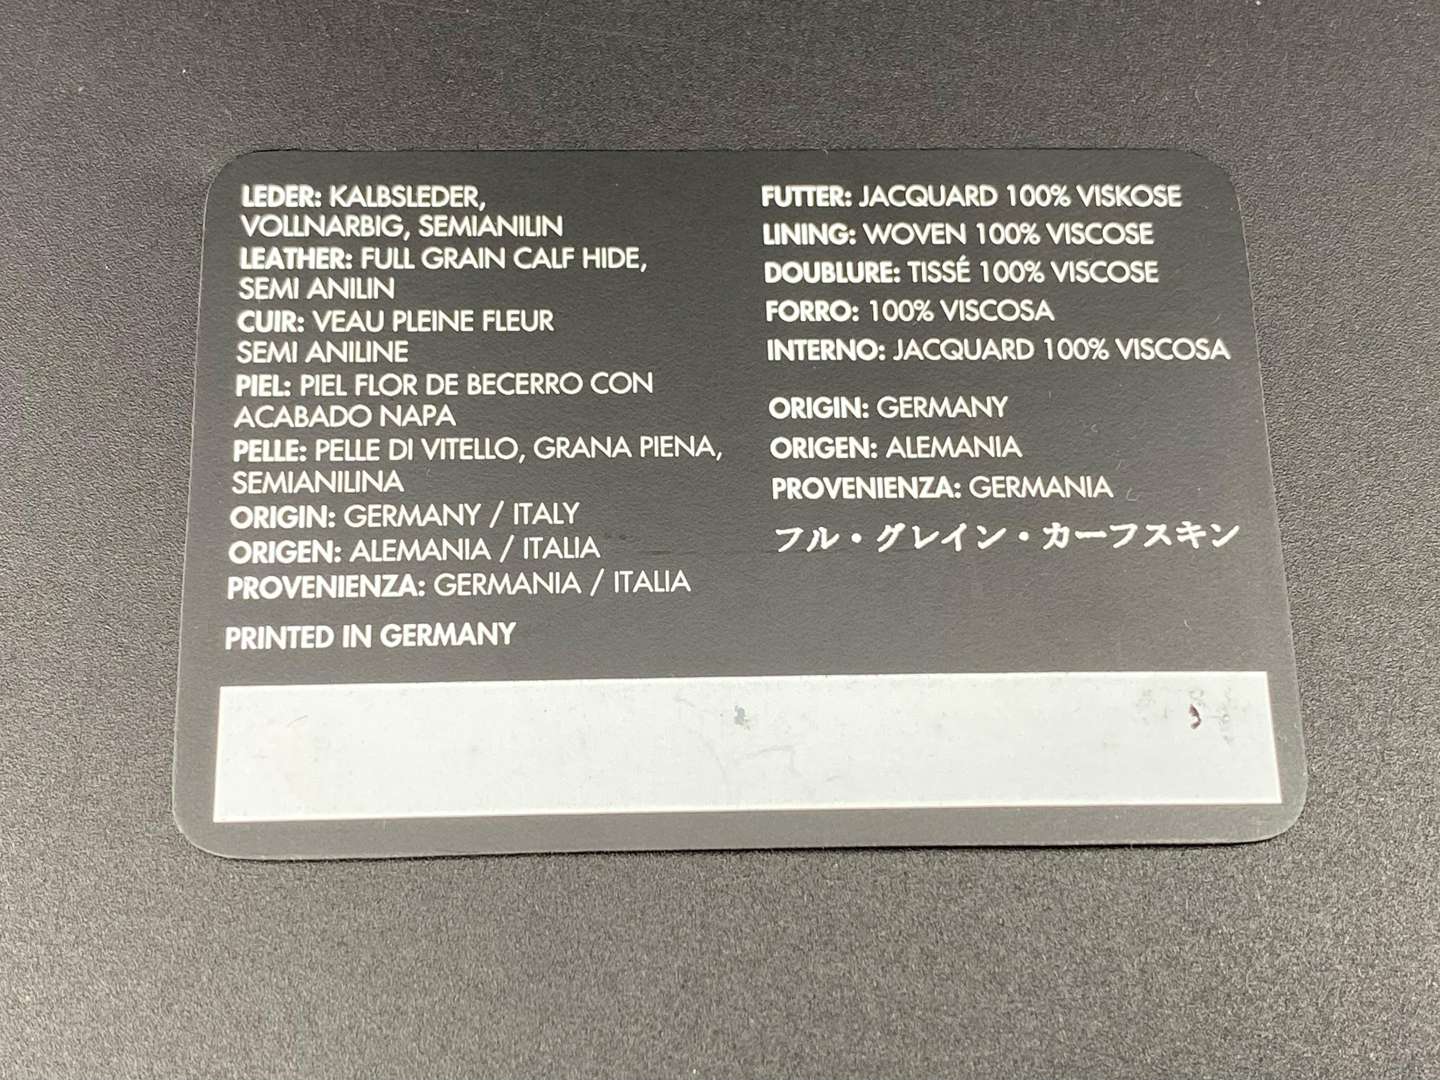 LEDER: KALBSLEDER,
VOLLNARBIG, SEMIANILIN
LEATHER: FULL GRAIN CALF HIDE,
SEMI ANILIN
CUIR: VEAU PLEINE FLEUR
SEMI ANILINE
PIEL: PIEL FLOR DE BECERRO CON
ACABADO NAPA
PELLE: PELLE DI VITELLO, GRANA PIENA,
SEMIANILINA
ORIGIN: GERMANY / ITALY
ORIGEN: ALEMANIA / ITALIA
PROVENIENZA: GERMANIA / ITALIA
PRINTED IN GERMANY
FUTTER: JACQUARD 100% VISKOSE
LINING: WOVEN 100% VISCOSE
DOUBLURE: TISSÉ 100% VISCOSE
FORRO: 100% VISCOSA
INTERNO: JACQUARD 100% VISCOSA
ORIGIN: GERMANY
ORIGEN: ALEMANIA
PROVENIENZA: GERMANIA
フル・グレイン・カーフスキン